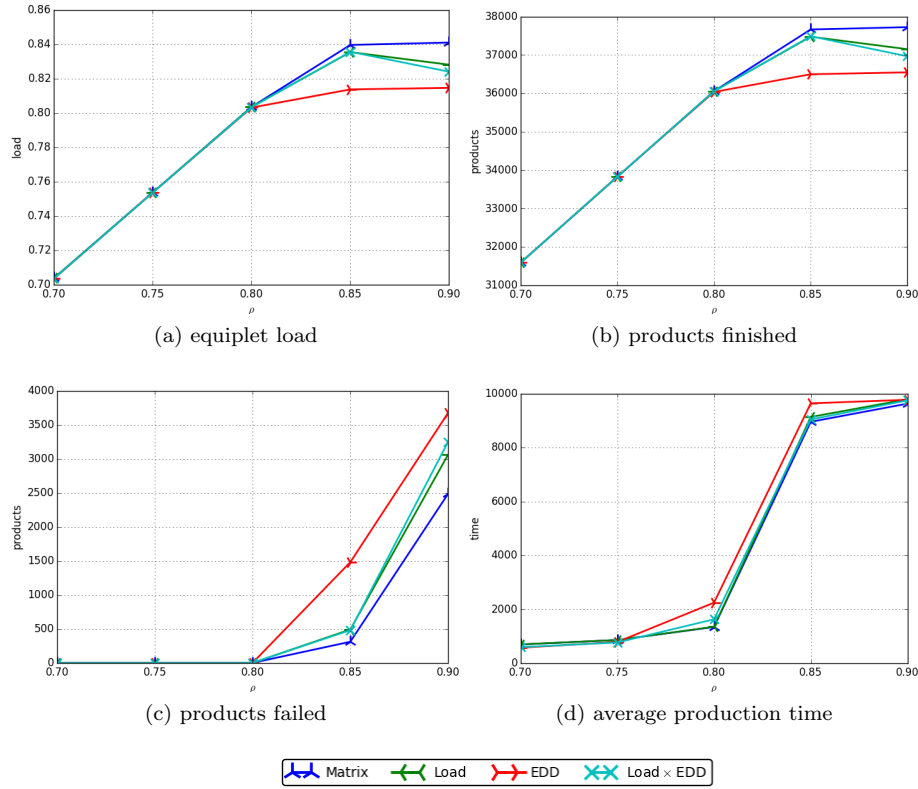 0.86
0.84
0.82
0.80
0.78
0.76
0.74
0.72
0.70
load
0.70 0.75 0.80 0.85 0.90
ρ
(a) equiplet load
38000
37000
36000
35000
34000
33000
32000
31000
products
0.70 0.75 0.80 0.85 0.90
ρ
(b) products finished
4000
3500
3000
2500
2000
1500
1000
500
0
products
0.70 0.75 0.80 0.85 0.90
ρ
(c) products failed
10000
8000
6000
4000
2000
0
time
0.70 0.75 0.80 0.85 0.90
ρ
(d) average production time
Matrix Load EDD Load × EDD